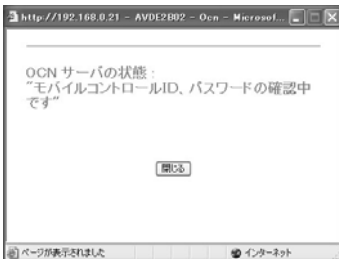 http://192.168.0.21 - AVDE2B02 - Ocn - Microsof...
OCN サーバの状態 :
"モバイルコントロールID、パスワードの確認中
です"
閉じる
ページが表示されました インターネット